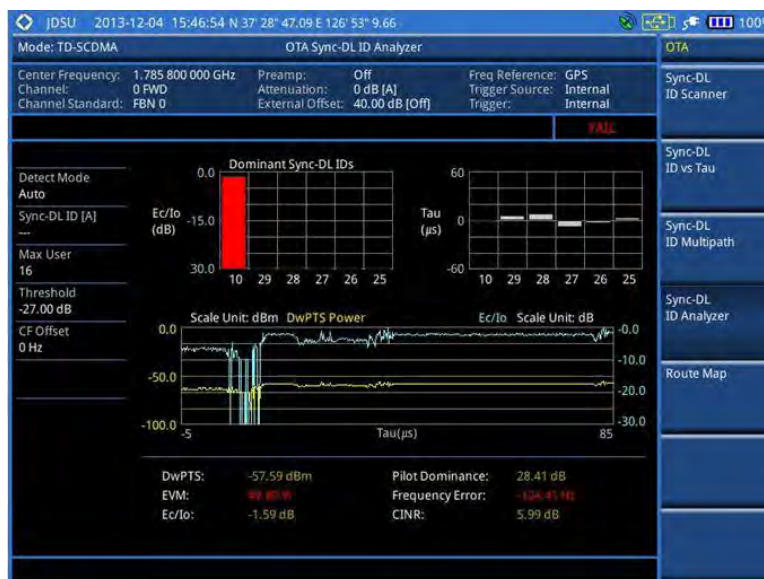 JDSU 2013-12-04 15:46:54 N 37' 28" 47.09 E 126' 53" 9.66 100%
Mode: TD-SCDMA OTA Sync-DL ID Analyzer OTA
Center Frequency: 1.785 800 000 GHz Preamp: Off Freq Reference: GPS
Channel: 0 FWD Attenuation: 0 dB [A] Trigger Source: Internal
Channel Standard: FBN 0 External Offset: 40.00 dB [Off] Trigger: Internal
Sync-DL
ID Scanner
FAIL
Sync-DL
ID vs Tau
Sync-DL
ID Multipath
Sync-DL
ID Analyzer
Route Map
Detect Mode
Auto
Sync-DL ID [A]
---
Max User
16
Threshold
-27.00 dB
CF Offset
0 Hz
Dominant Sync-DL IDs
0.0
Ec/Io
(dB)
-15.0
30.0
10 29 28 27 26 25
60
Tau
(µs)
0
-60
10 29 28 27 26 25
Scale Unit: dBm DwPTS Power Ec/Io Scale Unit: dB
0.0 -0.0
-10.0
-50.0
-20.0
-100.0 -30.0
-5 Tau(µs) 85
DwPTS: -57.59 dBm Pilot Dominance: 28.41 dB
EVM: Frequency Error:
Ec/Io: -1.59 dB CINR: 5.99 dB